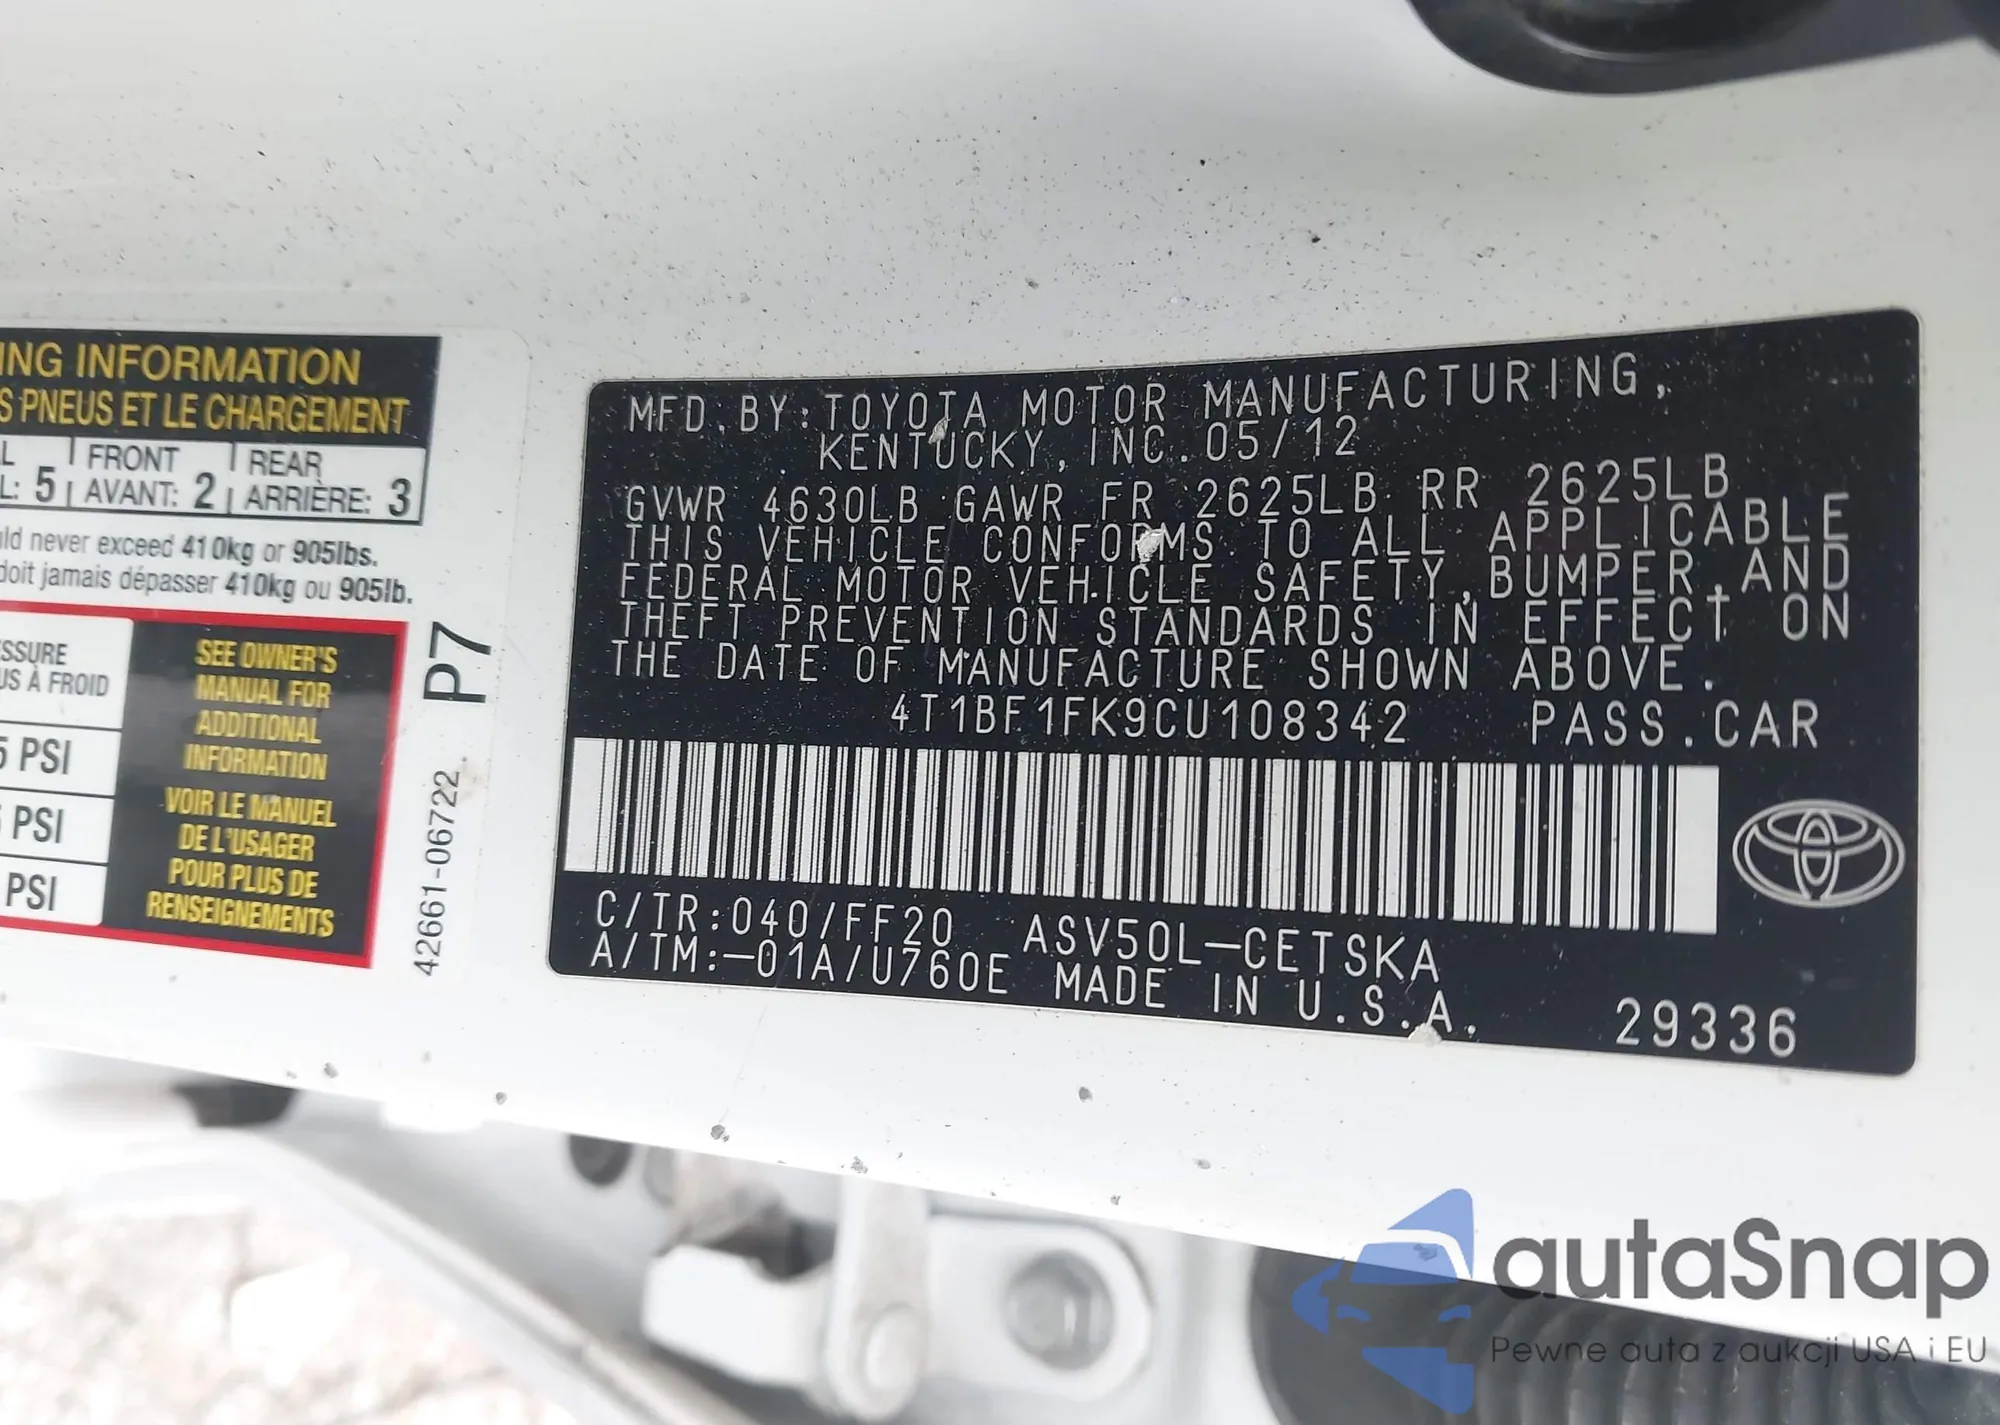 ING INFORMATION
S PNEUS ET LE CHARGEMENT
L FRONT REAR
L: 5 AVANT: 2 ARRIÈRE: 3
uld never exceed 410kg or 905lbs.
doit jamais dépasser 410kg ou 905lb.
SSURE
US À FROID
5 PSI
5 PSI
PSI
SEE OWNER'S
MANUAL FOR
ADDITIONAL
INFORMATION
VOIR LE MANUEL
DE L'USAGER
POUR PLUS DE
RENSEIGNEMENTS
P7
42661-06722
MFD.BY:TOYOTA MOTOR MANUFACTURING,
KENTUCKY, INC.05/12
GVWR 4630LB GAWR FR 2625LB RR 2625LB
THIS VEHICLE CONFORMS TO ALL APPLICABLE
FEDERAL MOTOR VEHICLE SAFETY,BUMPER,AND
THEFT PREVENTION STANDARDS IN EFFECT ON
THE DATE OF MANUFACTURE SHOWN ABOVE.
4T1BF1FK9CU108342 PASS.CAR
C/TR:040/FF20 ASV50L-CETSKA
A/TM:-01A/U760E MADE IN U.S.A.
29336
autaSnap
Pewne auta z aukcji USA i EU